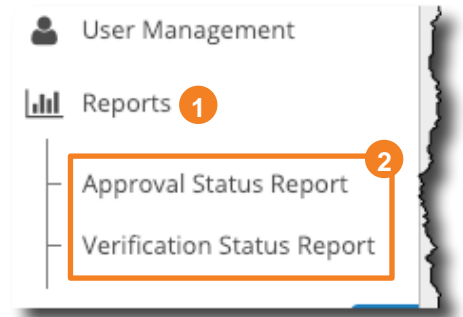 User Management
Reports 1
2
Approval Status Report
Verification Status Report